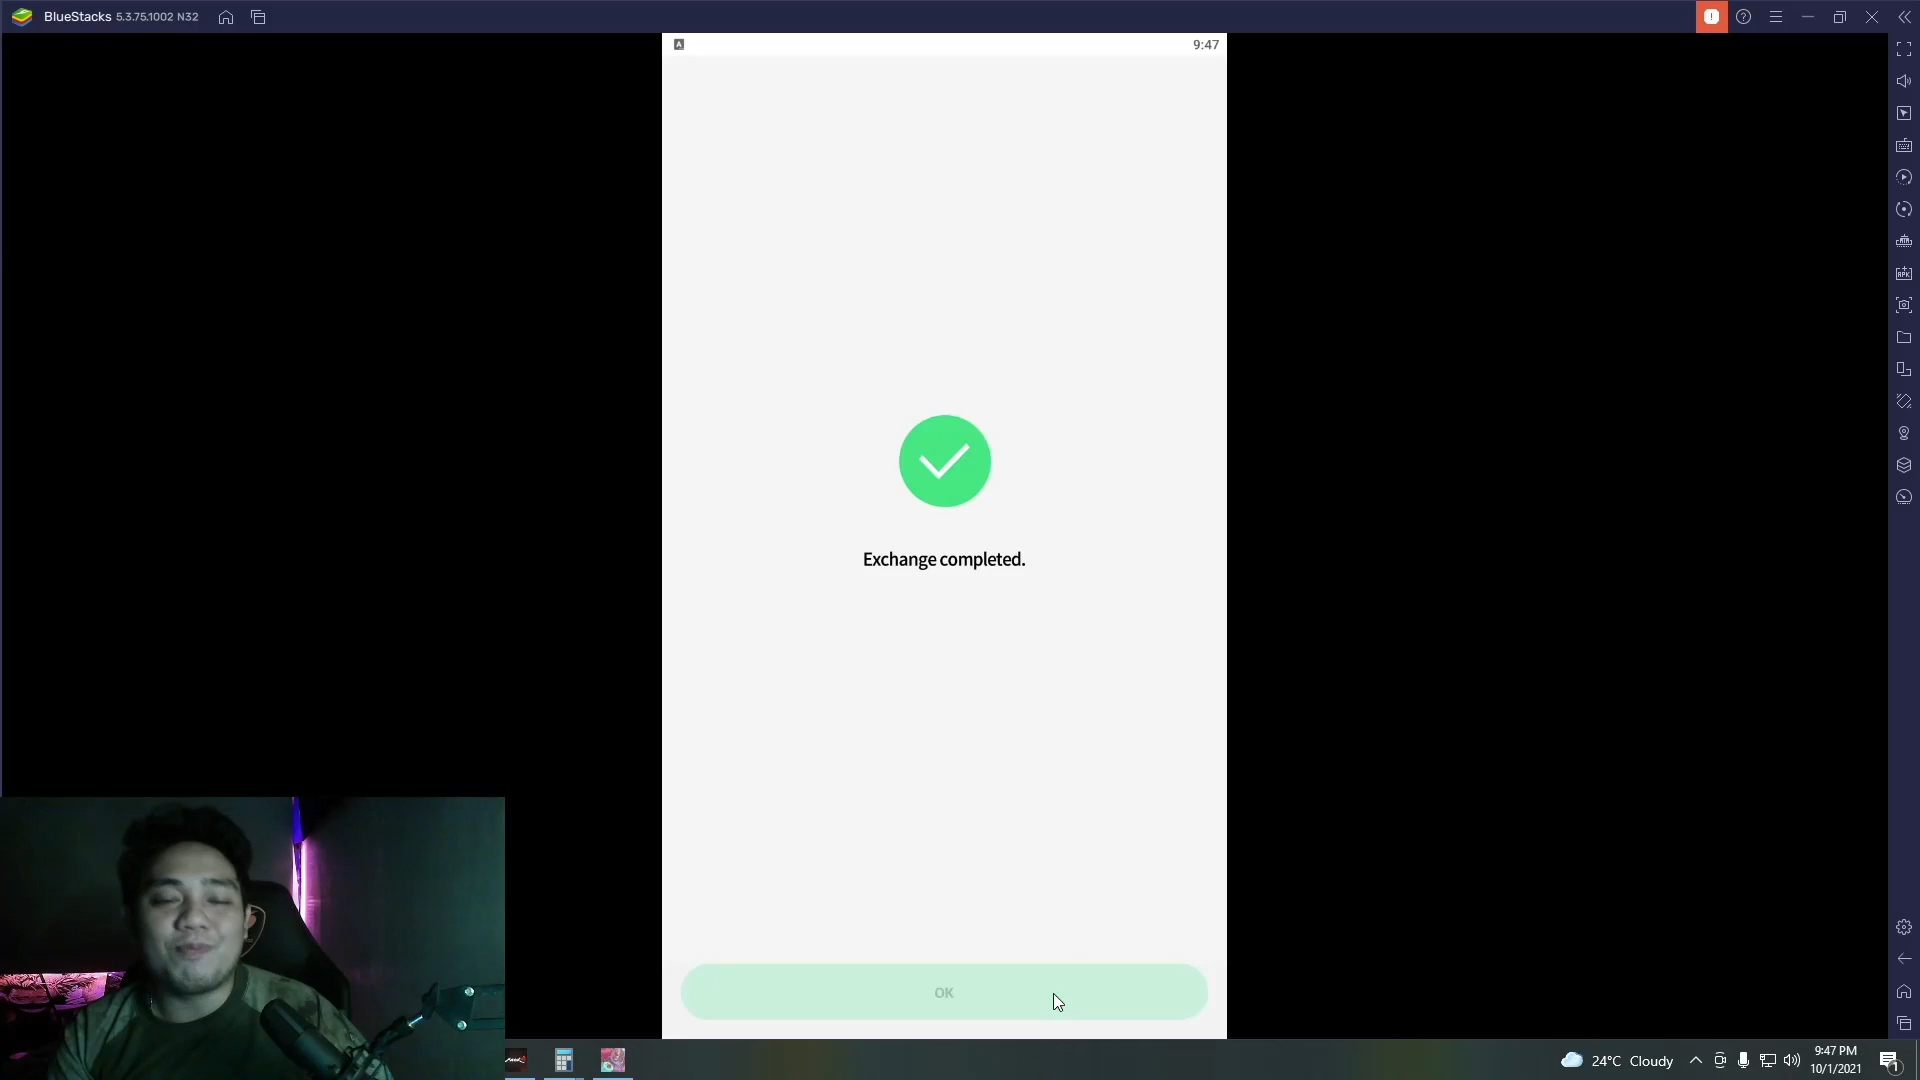 BlueStacks 5.3.75.1002 N32
9:47
Exchange completed.
OK
24°C Cloudy
9:47 PM
10/1/2021
1